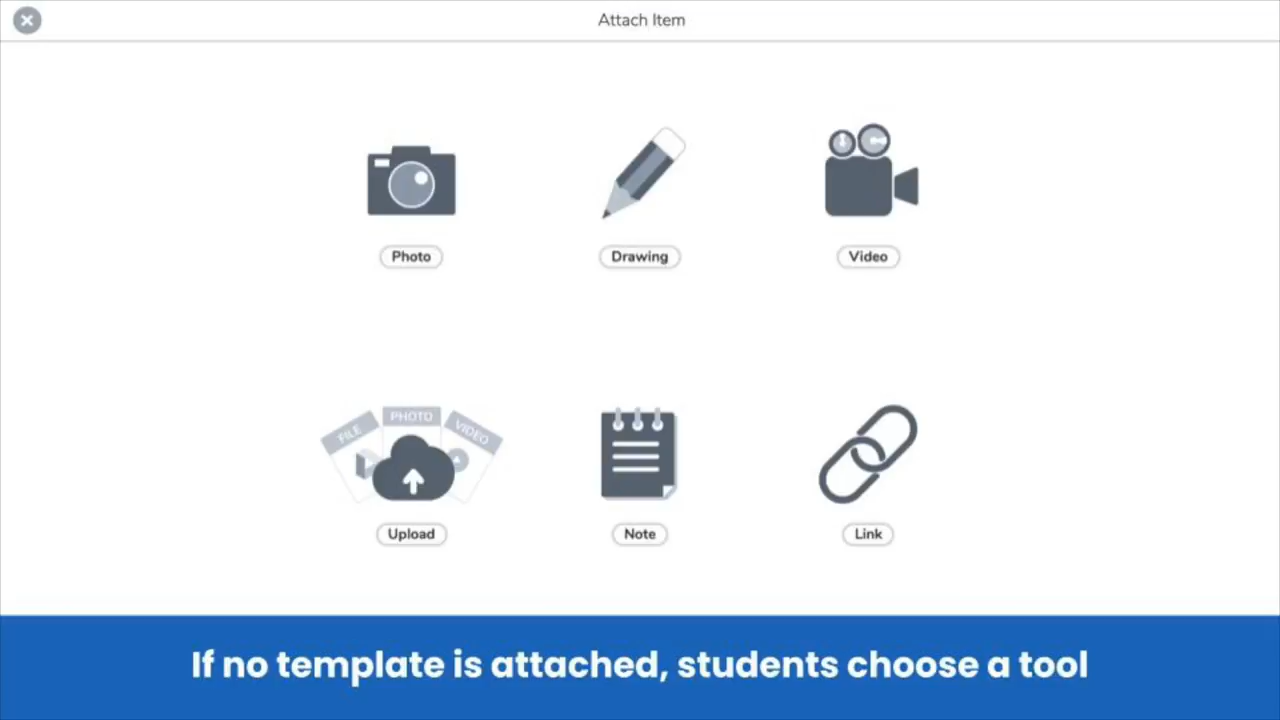 Attach Item
Photo
Drawing
Video
FILE
PHOTO
VIDEO
Upload
Note
Link
If no template is attached, students choose a tool